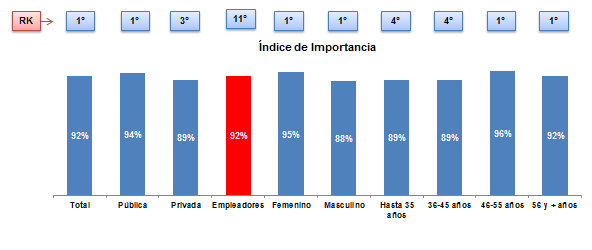 RK 1° 1° 3° 11° 1° 1° 4° 4° 1° 1°
Índice de Importancia
92% 94% 89% 92% 95% 88% 89% 89% 96% 92%
Total Pública Privada Empleadores Femenino Masculino Hasta 35 36-45 años 46-55 años 56 y + años
años